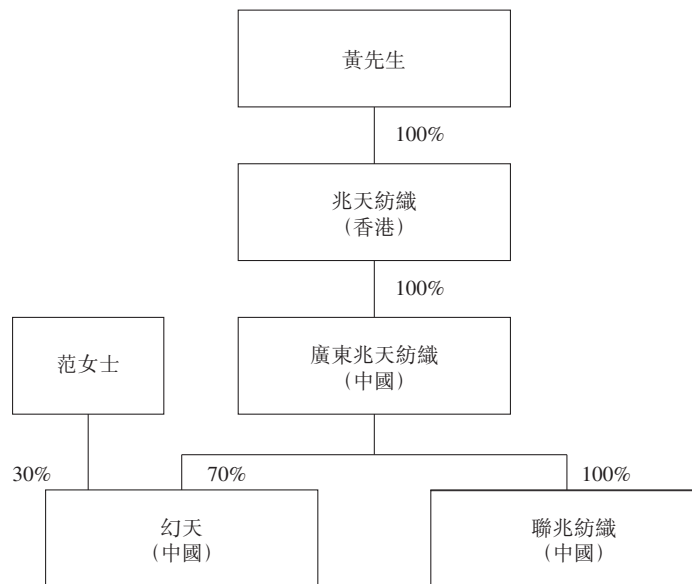 黃先生
100%
兆天紡織
（香港）
100%
范女士
廣東兆天紡織
（中國）
30%
70%
100%
幻天
（中國）
聯兆紡織
（中國）